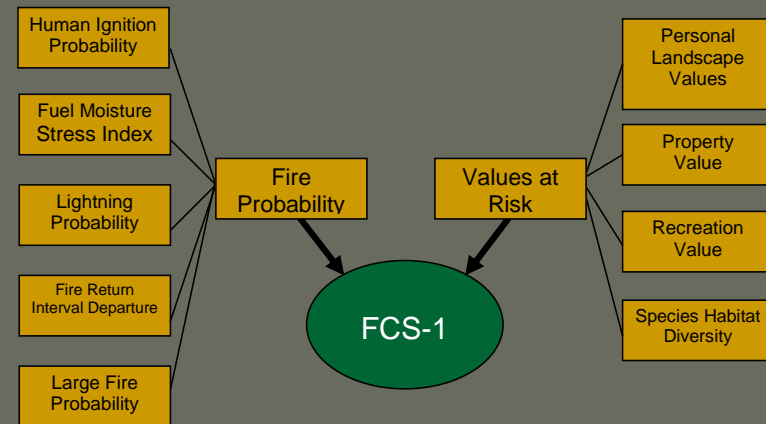 Human Ignition
Probability
Fuel Moisture
Stress Index
Lightning
Probability
Fire Return
Interval Departure
Large Fire
Probability
Fire
Probability
Values at
Risk
FCS-1
Personal
Landscape
Values
Property
Value
Recreation
Value
Species Habitat
Diversity